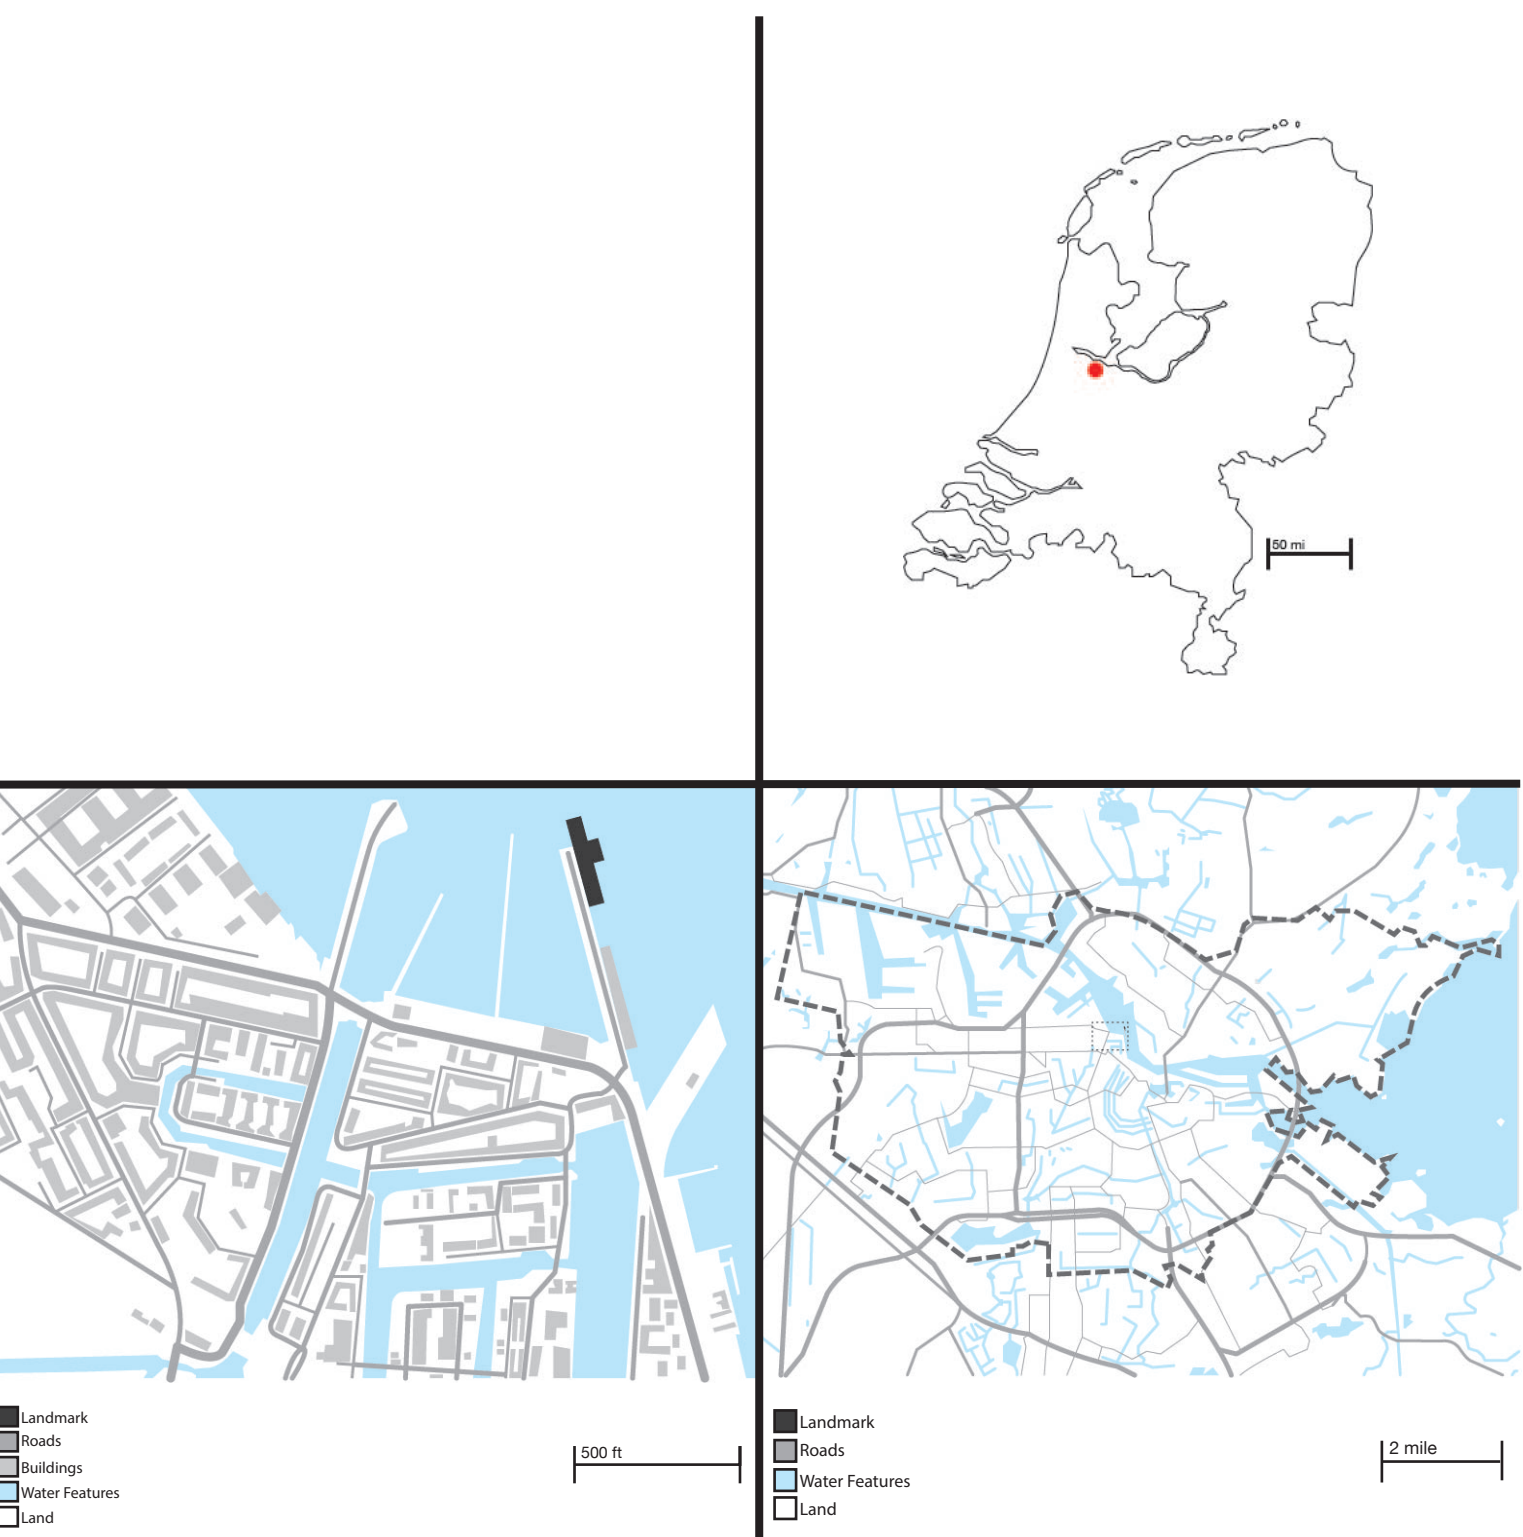 50 mi
Landmark
Roads
Buildings
Water Features
Land
500 ft
Landmark
Roads
Water Features
Land
2 mile